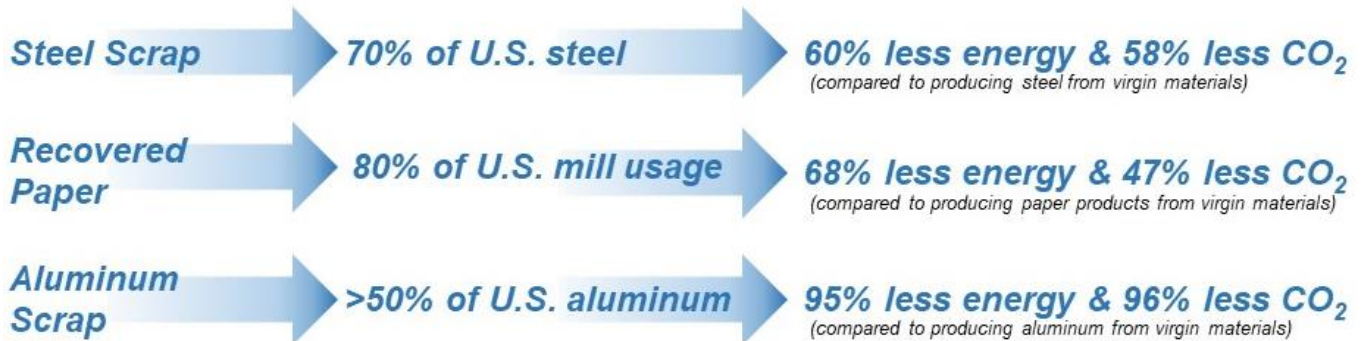 Steel Scrap 70% of U.S. steel 60% less energy & 58% less CO₂
(compared to producing steel from virgin materials)
Recovered
Paper 80% of U.S. mill usage 68% less energy & 47% less CO₂
(compared to producing paper products from virgin materials)
Aluminum
Scrap >50% of U.S. aluminum 95% less energy & 96% less CO₂
(compared to producing aluminum from virgin materials)